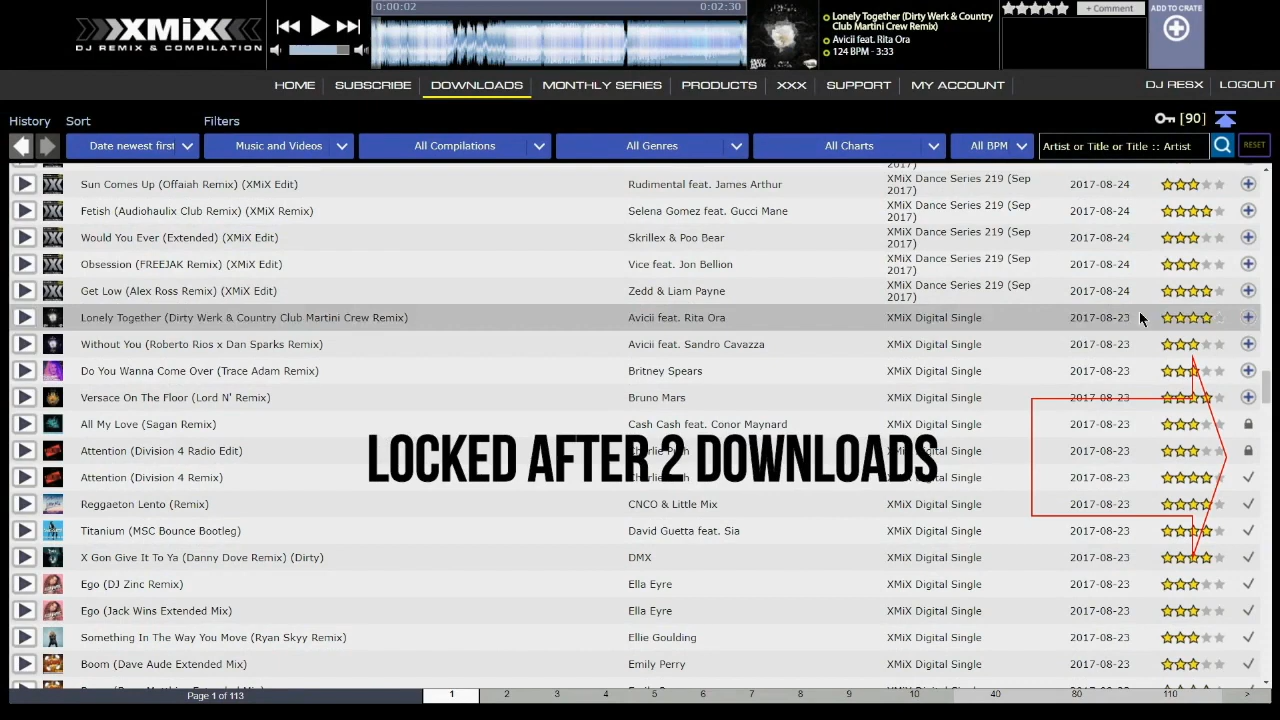 XMiX
DJ REMIX & COMPILATION
0:00:02
0:02:30
Lonely Together (Dirty Werk & Country
Club Martini Crew Remix)
Avicii feat. Rita Ora
124 BPM - 3:33
+ Comment
ADD TO CRATE
HOME SUBSCRIBE DOWNLOADS MONTHLY SERIES PRODUCTS XXX SUPPORT MY ACCOUNT DJ RESX LOGOUT
History Sort Filters [90]
Date newest first Music and Videos All Compilations All Genres All Charts All BPM Artist or Title or Title :: Artist RESET
2017)
Sun Comes Up (Offaiah Remix) (XMiX Edit) Rudimental feat. James Arthur XMiX Dance Series 219 (Sep 2017-08-24
2017)
Fetish (Audiohaulix Club Remix) (XMiX Remix) Selena Gomez feat. Gucci Mane XMiX Dance Series 219 (Sep 2017-08-24
2017)
Would You Ever (Extended) (XMiX Edit) Skrillex & Poo Bear XMiX Dance Series 219 (Sep 2017-08-24
2017)
Obsession (FREEJAK Remix) (XMiX Edit) Vice feat. Jon Bellion XMiX Dance Series 219 (Sep 2017-08-24
2017)
Get Low (Alex Ross Remix) (XMiX Edit) Zedd & Liam Payne XMiX Dance Series 219 (Sep 2017-08-24
2017)
Lonely Together (Dirty Werk & Country Club Martini Crew Remix) Avicii feat. Rita Ora XMiX Digital Single 2017-08-23
Without You (Roberto Rios x Dan Sparks Remix) Avicii feat. Sandro Cavazza XMiX Digital Single 2017-08-23
Do You Wanna Come Over (Trace Adam Remix) Britney Spears XMiX Digital Single 2017-08-23
Versace On The Floor (Lord N' Remix) Bruno Mars XMiX Digital Single 2017-08-23
All My Love (Sagan Remix) Cash Cash feat. Conor Maynard XMiX Digital Single 2017-08-23
Attention (Division 4 Radio Edit) Charlie Puth XMiX Digital Single 2017-08-23
LOCKED AFTER 2 DOWNLOADS
Attention (Division 4 Remix) Charlie Puth XMiX Digital Single 2017-08-23
Reggaeton Lento (Remix) CNCO & Little Mix XMiX Digital Single 2017-08-23
Titanium (MSC Bounce Bootleg) David Guetta feat. Sia XMiX Digital Single 2017-08-23
X Gon Give It To Ya (Danny Dove Remix) (Dirty) DMX XMiX Digital Single 2017-08-23
Ego (DJ Zinc Remix) Ella Eyre XMiX Digital Single 2017-08-23
Ego (Jack Wins Extended Mix) Ella Eyre XMiX Digital Single 2017-08-23
Something In The Way You Move (Ryan Skyy Remix) Ellie Goulding XMiX Digital Single 2017-08-23
Boom (Dave Aude Extended Mix) Emily Perry XMiX Digital Single 2017-08-23
Page 1 of 113 1 2 3 4 5 6 7 8 9 10 40 80 110 >